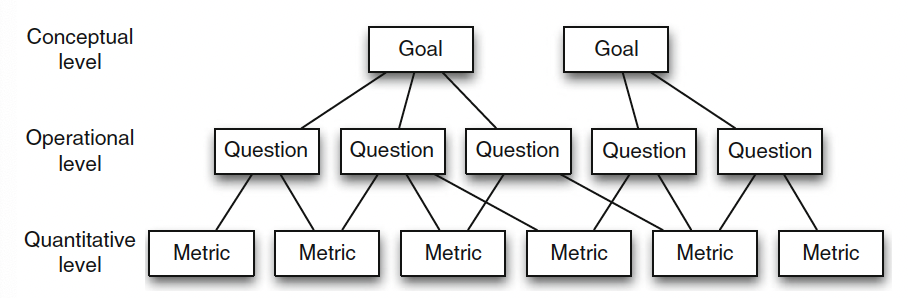 Conceptual
level
Goal
Goal
Operational
level
Question
Question
Question
Question
Question
Quantitative
level
Metric
Metric
Metric
Metric
Metric
Metric